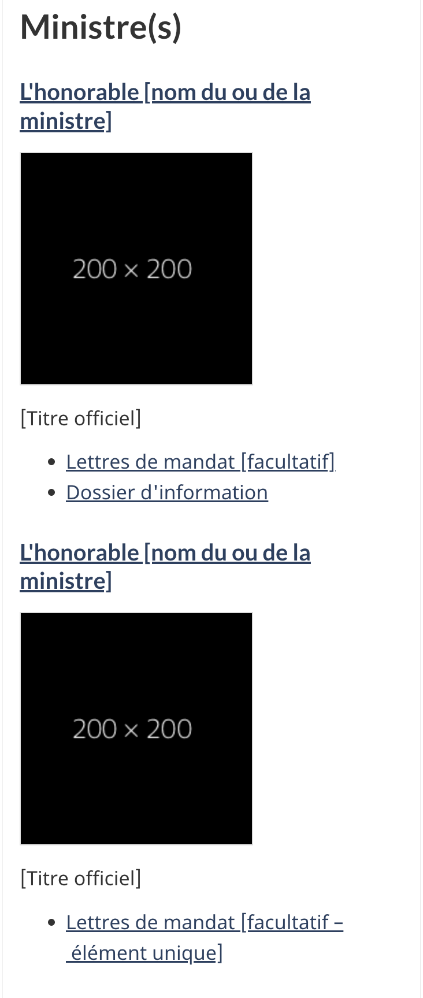 Ministre(s)
L'honorable [nom du ou de la
ministre]
200 × 200
[Titre officiel]
• Lettres de mandat [facultatif]
• Dossier d'information
L'honorable [nom du ou de la
ministre]
200 × 200
[Titre officiel]
• Lettres de mandat [facultatif –
élément unique]